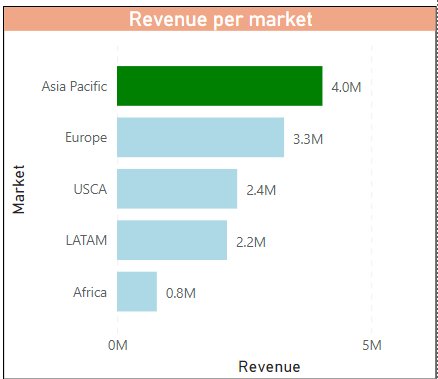 Revenue per market
Asia Pacific 4.0M
Europe 3.3M
USCA 2.4M
LATAM 2.2M
Africa 0.8M
Market
0M 5M
Revenue